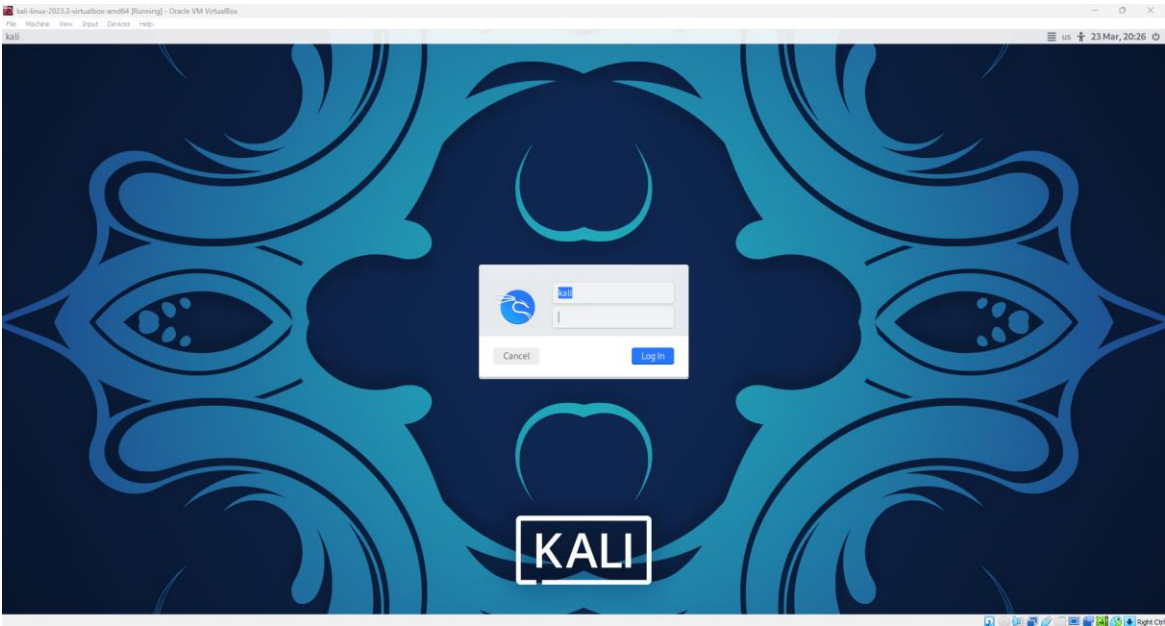 kali-linux-2023.3-virtualbox-amd64 [Running] - Oracle VM VirtualBox
File Machine View Input Devices Help
kali
us 23 Mar, 20:26
kali
Cancel
Log In
KALI
Right Ctrl